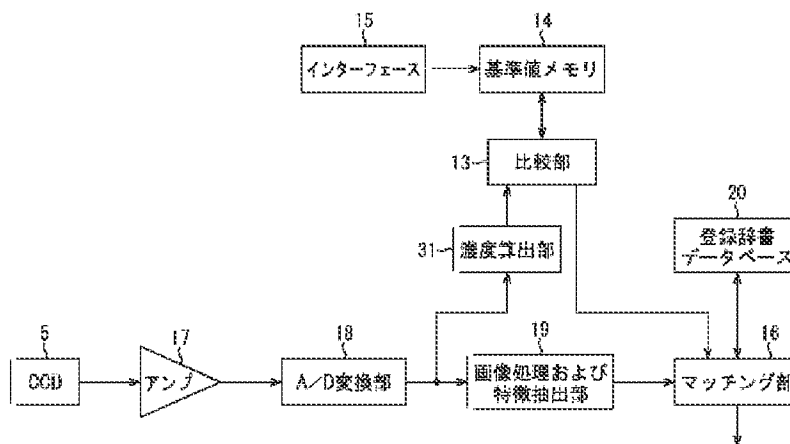 15
インターフェース
14
基準値メモリ
13
比較部
31
濃度算出部
20
登録辞書
データベース
5
CCD
17
アンプ
18
A/D変換部
19
画像処理および
特徴抽出部
16
マッチング部